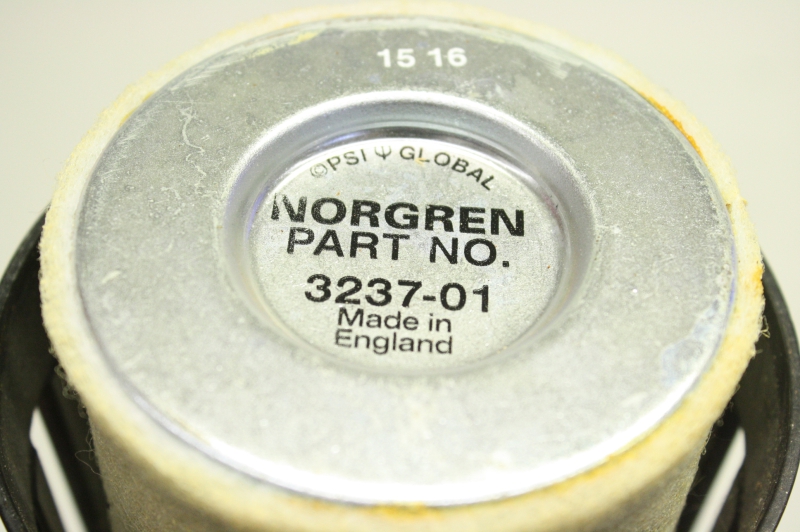 15 16
©PSI Ψ GLOBAL
NORGREN
PART NO.
3237-01
Made in
England